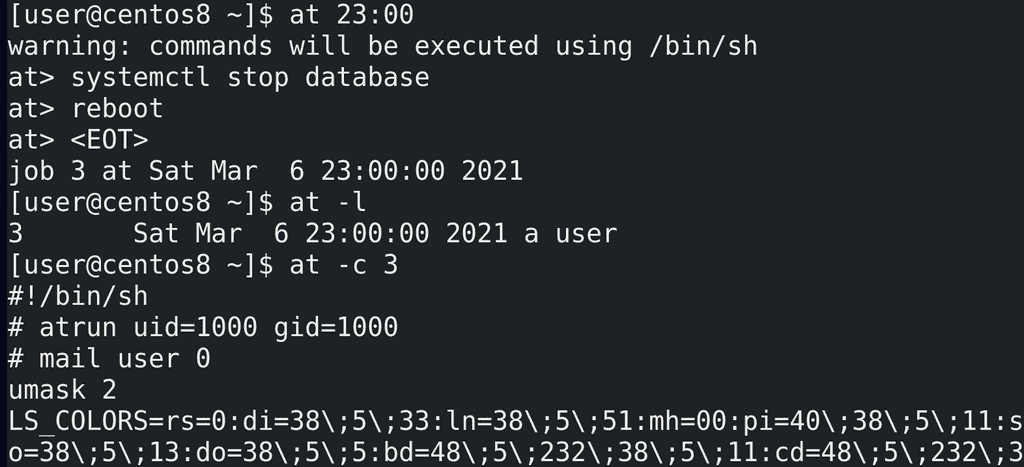 [user@centos8 ~]$ at 23:00
warning: commands will be executed using /bin/sh
at> systemctl stop database
at> reboot
at> <EOT>
job 3 at Sat Mar  6 23:00:00 2021
[user@centos8 ~]$ at -l
3       Sat Mar  6 23:00:00 2021 a user
[user@centos8 ~]$ at -c 3
#!/bin/sh
# atrun uid=1000 gid=1000
# mail user 0
umask 2
LS_COLORS=rs=0:di=38\;5\;33:ln=38\;5\;51:mh=00:pi=40\;38\;5\;11:s
o=38\;5\;13:do=38\;5\;5:bd=48\;5\;232\;38\;5\;11:cd=48\;5\;232\;3